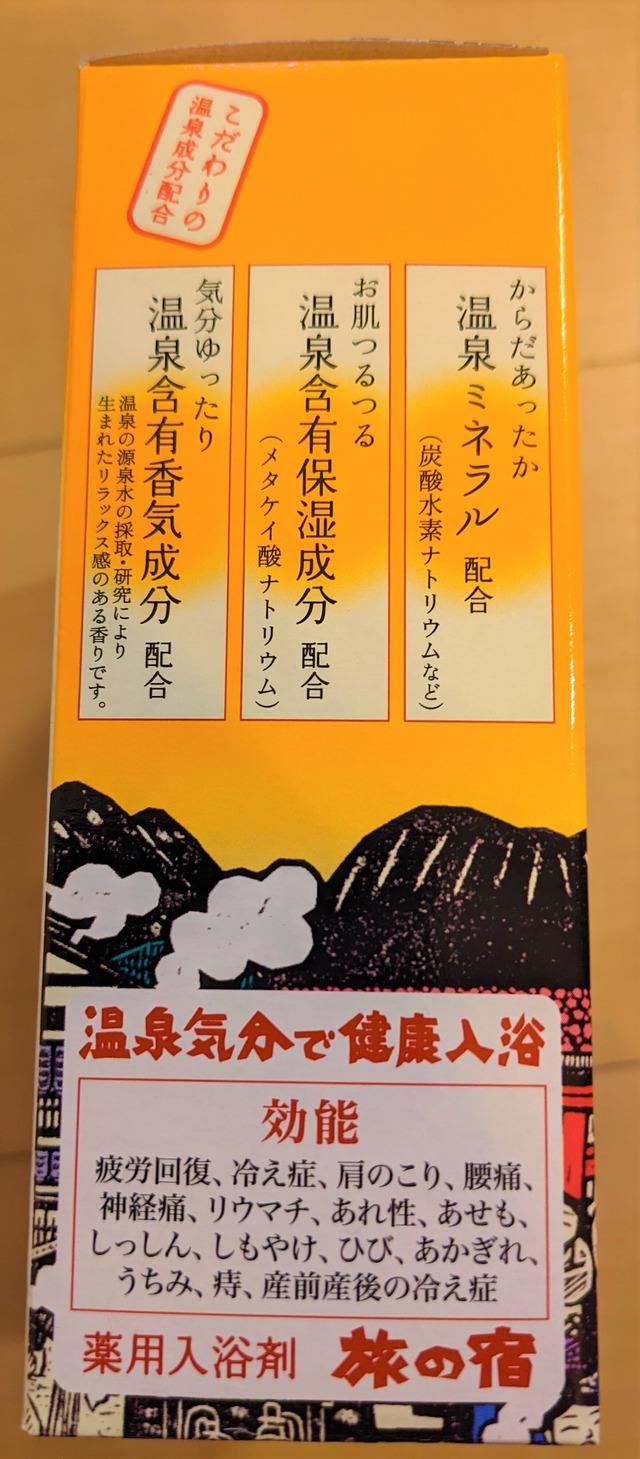 こだわりの
温泉成分配合
からだあったか
温泉ミネラル 配合
（炭酸水素ナトリウムなど）
お肌つるつる
温泉含有保湿成分 配合
（メタケイ酸ナトリウム）
気分ゆったり
温泉含有香気成分 配合
温泉の源泉水の採取・研究により
生まれたリラックス感のある香りです。
温泉気分で健康入浴
効能
疲労回復、冷え症、肩のこり、腰痛、
神経痛、リウマチ、あれ性、あせも、
しっしん、しもやけ、ひび、あかぎれ、
うちみ、痔、産前産後の冷え症
薬用入浴剤 旅の宿